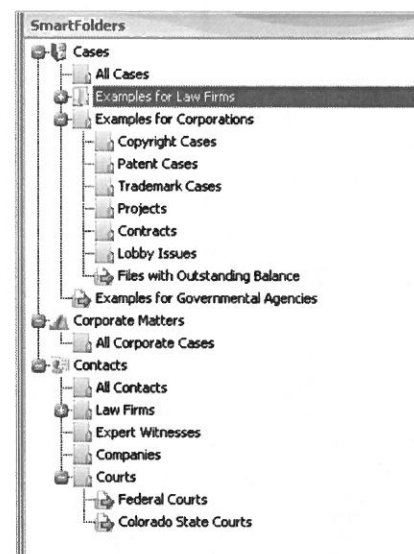 SmartFolders
Cases
All Cases
Examples for Law Firms
Examples for Corporations
Copyright Cases
Patent Cases
Trademark Cases
Projects
Contracts
Lobby Issues
Files with Outstanding Balance
Examples for Governmental Agencies
Corporate Matters
All Corporate Cases
Contacts
All Contacts
Law Firms
Expert Witnesses
Companies
Courts
Federal Courts
Colorado State Courts